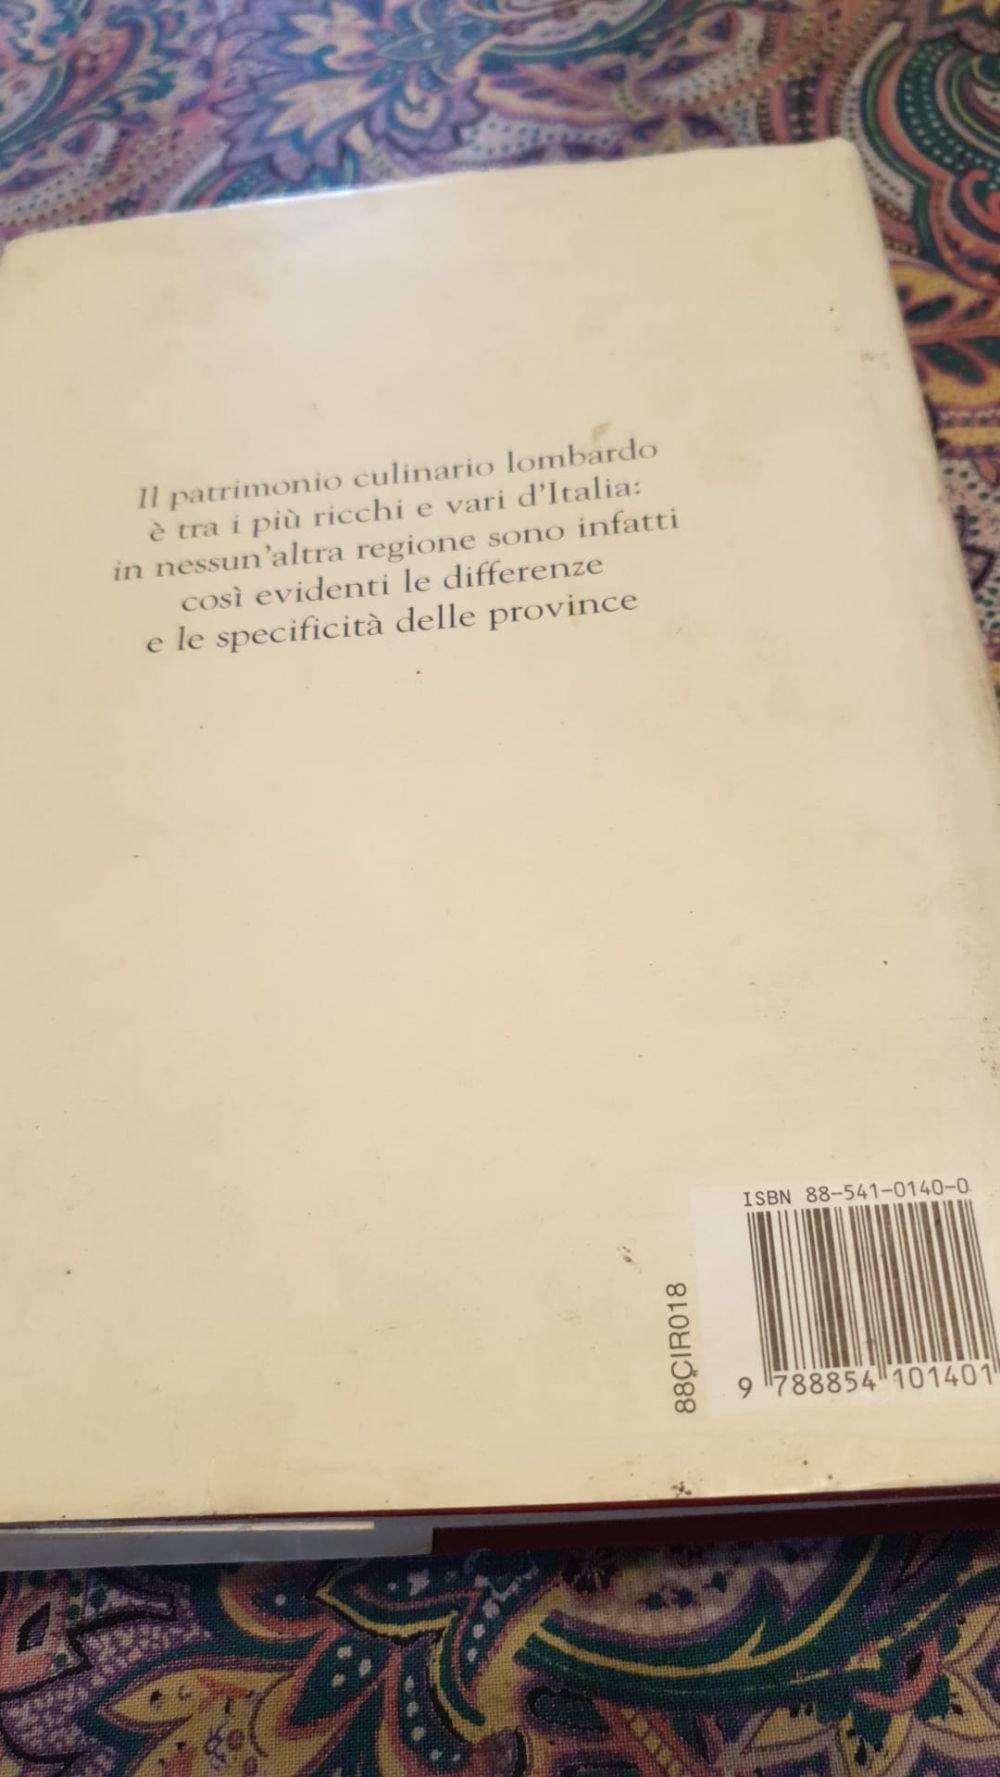 Il patrimonio culinario lombardo
è tra i più ricchi e vari d'Italia:
in nessun'altra regione sono infatti
così evidenti le differenze
e le specificità delle province
ISBN 88-541-0140-0
88CIR018
9 788854 101401